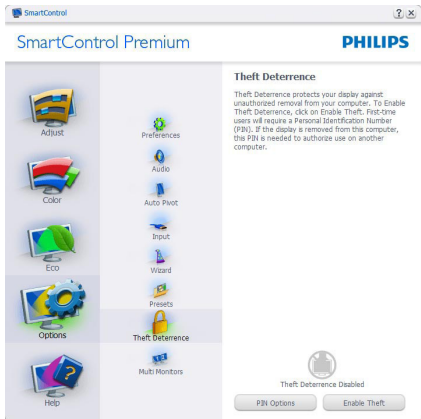 SmartControl
SmartControl Premium
PHILIPS
Adjust
Color
Eco
Options
Help
Preferences
Audio
Auto Pivot
Input
Wizard
Presets
Theft Deterrence
Multi Monitors
Theft Deterrence
Theft Deterrence protects your display against
unauthorized removal from your computer. To Enable
Theft Deterrence, click on Enable Theft. First-time
users will require a Personal Identification Number
(PIN). If the display is removed from this computer,
this PIN is needed to authorize use on another
computer.
Theft Deterrence Disabled
PIN Options
Enable Theft